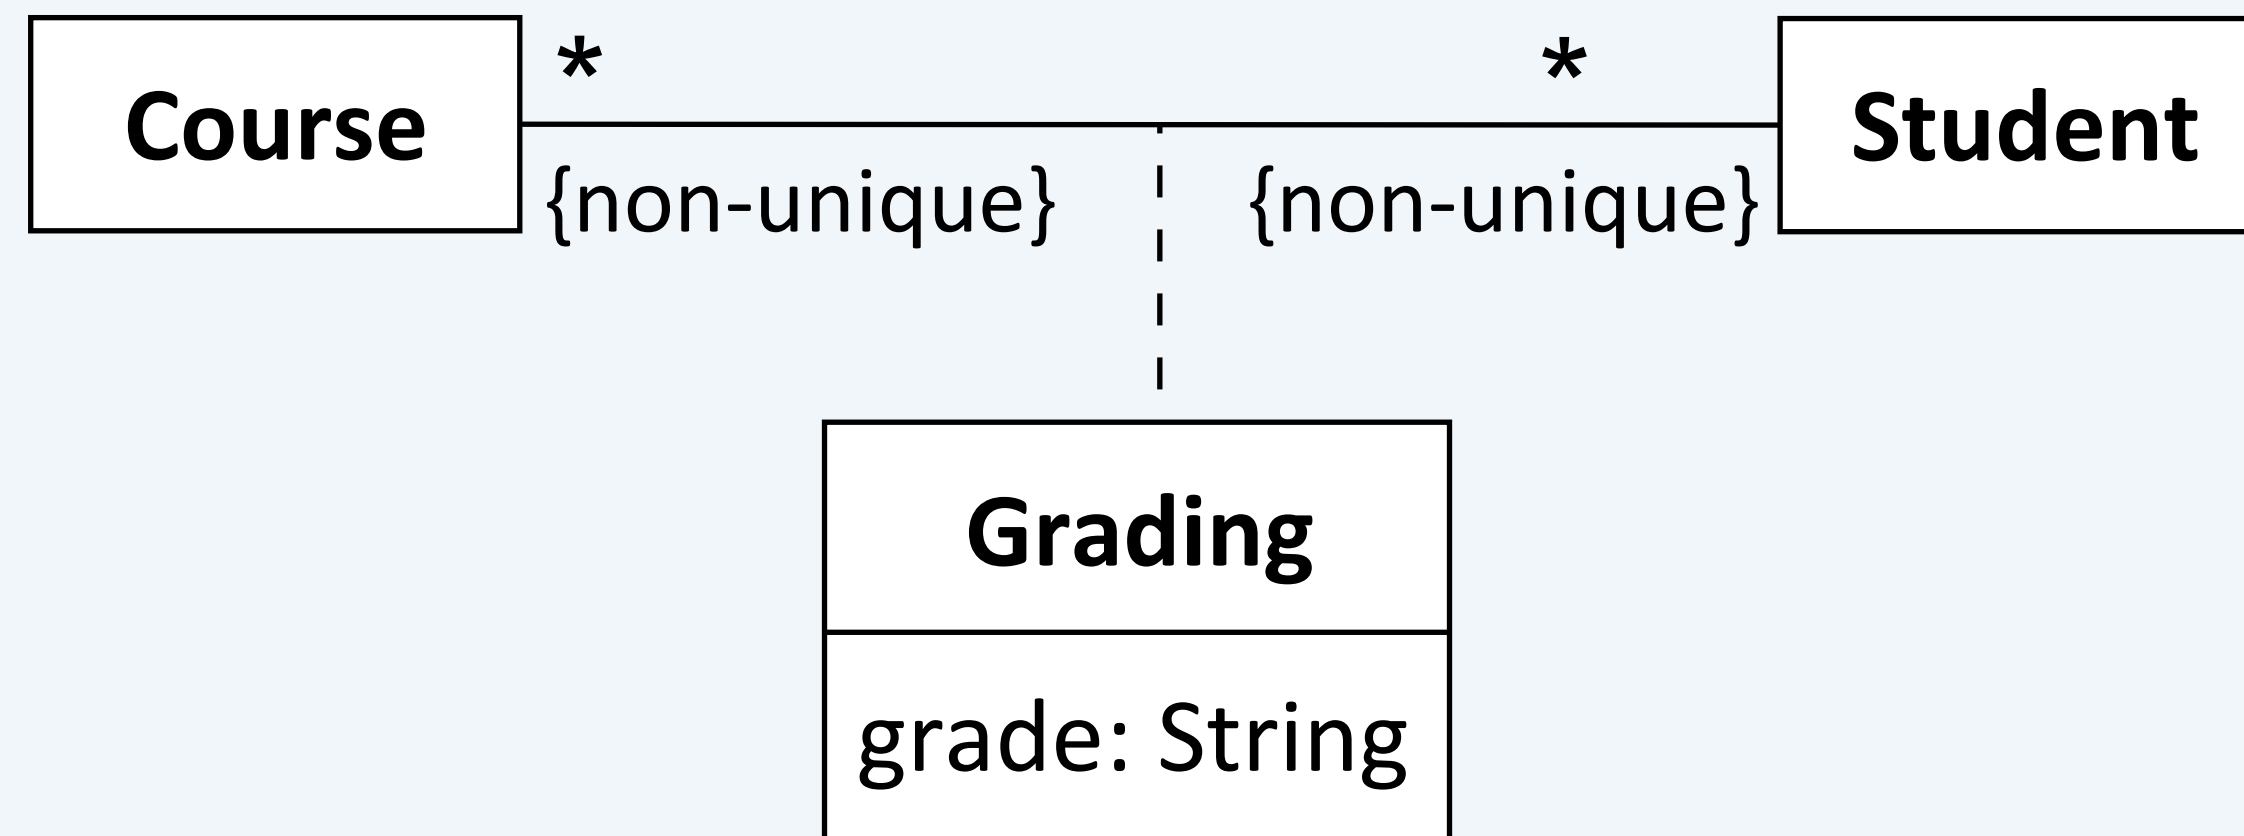 * *
Course Student
{non-unique} {non-unique}
Grading
grade: String